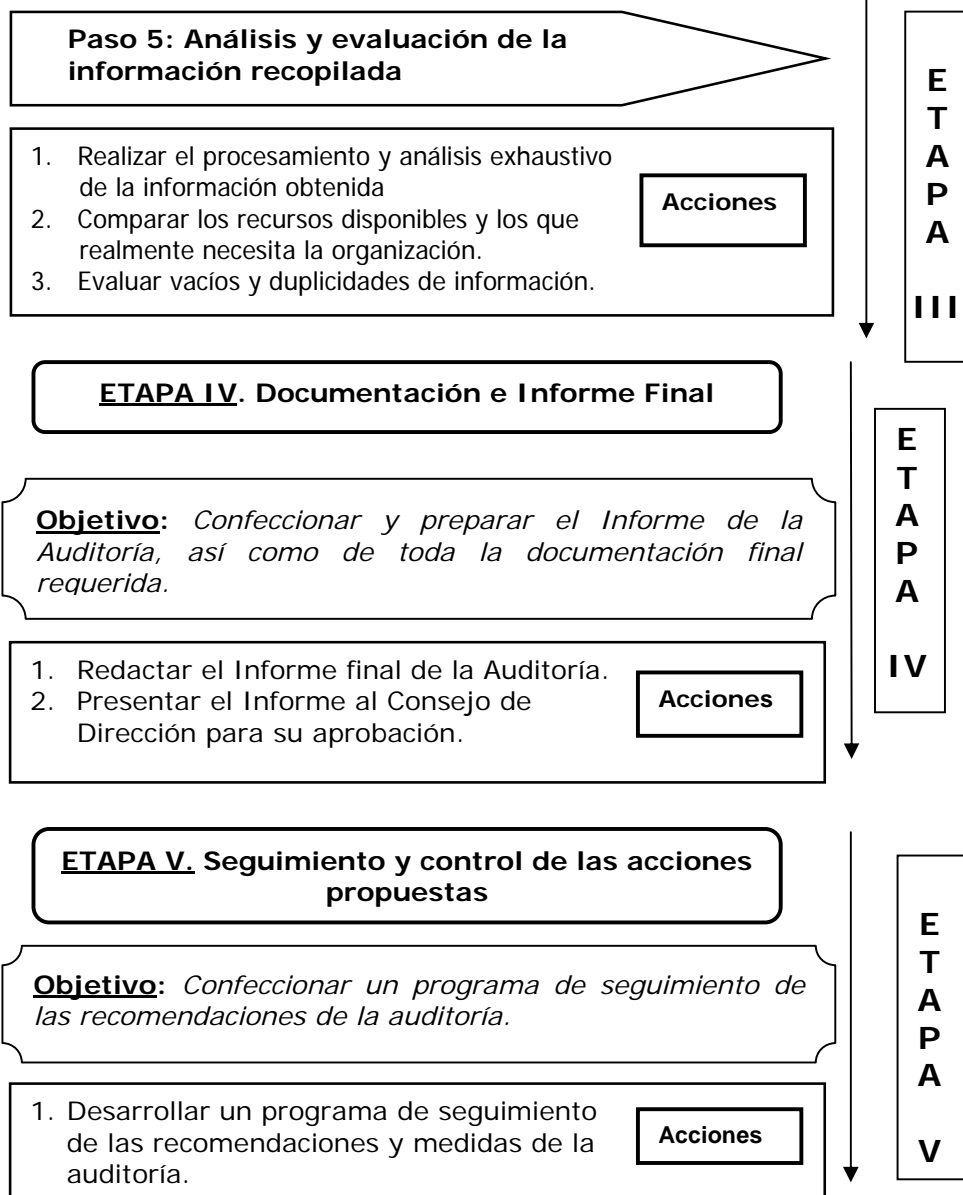 Paso 5: Análisis y evaluación de la
información recopilada
1. Realizar el procesamiento y análisis exhaustivo
de la información obtenida
2. Comparar los recursos disponibles y los que
realmente necesita la organización.
3. Evaluar vacíos y duplicidades de información.
Acciones
E
T
A
P
A
III
ETAPA IV. Documentación e Informe Final
Objetivo: Confeccionar y preparar el Informe de la
Auditoría, así como de toda la documentación final
requerida.
1. Redactar el Informe final de la Auditoría.
2. Presentar el Informe al Consejo de
Dirección para su aprobación.
Acciones
E
T
A
P
A
IV
ETAPA V. Seguimiento y control de las acciones
propuestas
Objetivo: Confeccionar un programa de seguimiento de
las recomendaciones de la auditoría.
1. Desarrollar un programa de seguimiento
de las recomendaciones y medidas de la
auditoría.
Acciones
E
T
A
P
A
V